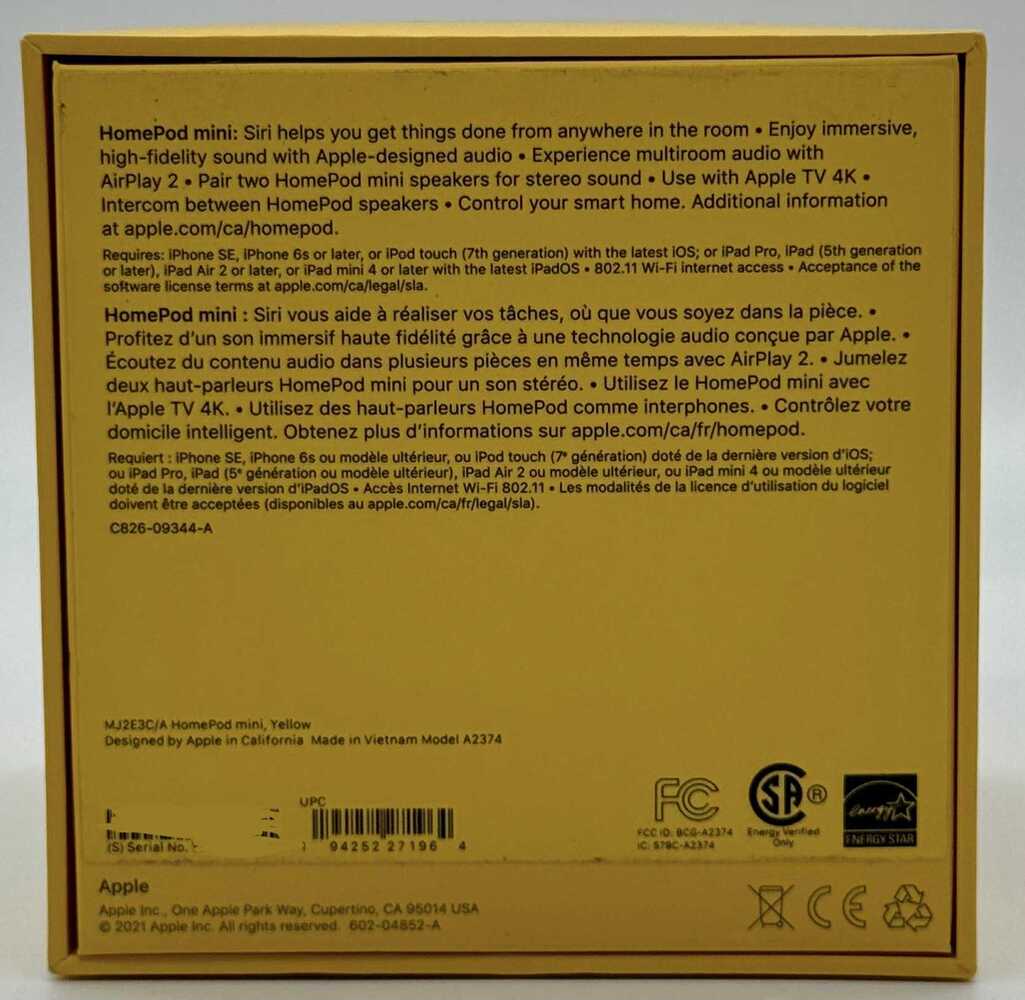 HomePod mini: Siri helps you get things done from anywhere in the room • Enjoy immersive,
high-fidelity sound with Apple-designed audio • Experience multiroom audio with
AirPlay 2 • Pair two HomePod mini speakers for stereo sound • Use with Apple TV 4K •
Intercom between HomePod speakers • Control your smart home. Additional information
at apple.com/ca/homepod.
Requires: iPhone SE, iPhone 6s or later, or iPod touch (7th generation) with the latest iOS; or iPad Pro, iPad (5th generation
or later), iPad Air 2 or later, or iPad mini 4 or later with the latest iPadOS • 802.11 Wi-Fi internet access • Acceptance of the
software license terms at apple.com/ca/legal/sla.
HomePod mini : Siri vous aide à réaliser vos tâches, où que vous soyez dans la pièce. •
Profitez d'un son immersif haute fidélité grâce à une technologie audio conçue par Apple. •
Écoutez du contenu audio dans plusieurs pièces en même temps avec AirPlay 2. • Jumelez
deux haut-parleurs HomePod mini pour un son stéréo. • Utilisez le HomePod mini avec
l'Apple TV 4K. • Utilisez des haut-parleurs HomePod comme interphones. • Contrôlez votre
domicile intelligent. Obtenez plus d'informations sur apple.com/ca/fr/homepod.
Requiert : iPhone SE, iPhone 6s ou modèle ultérieur, ou iPod touch (7ᵉ génération) doté de la dernière version d'iOS;
ou iPad Pro, iPad (5ᵉ génération ou modèle ultérieur), iPad Air 2 ou modèle ultérieur, ou iPad mini 4 ou modèle ultérieur
doté de la dernière version d'iPadOS • Accès Internet Wi-Fi 802.11 • Les modalités de la licence d'utilisation du logiciel
doivent être acceptées (disponibles au apple.com/ca/fr/legal/sla).
C826-09344-A
MJ2E3C/A HomePod mini, Yellow
Designed by Apple in California Made in Vietnam Model A2374
UPC
(S) Serial No.
94252 27196 4
FC
FCC ID: BCG-A2374
IC: 579C-A2374
SA ®
Energy Verified
Only
energy
ENERGY STAR
Apple
Apple Inc., One Apple Park Way, Cupertino, CA 95014 USA
© 2021 Apple Inc. All rights reserved. 602-04852-A
CE